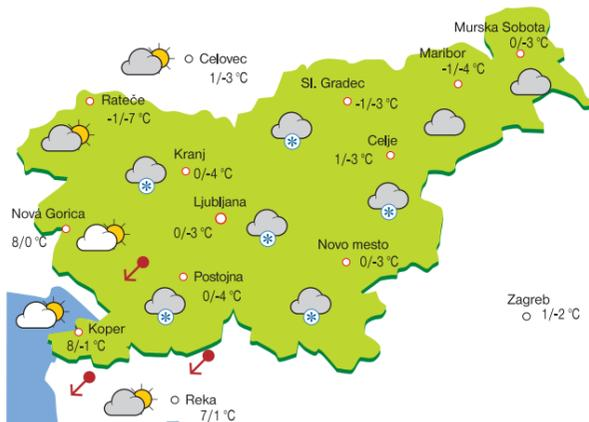 Murska Sobota
0/-3 °C
Maribor
-1/-4 °C
Celovec
1/-3 °C
Sl. Gradec
-1/-3 °C
Rateče
-1/-7 °C
Celje
1/-3 °C
Kranj
0/-4 °C
Ljubljana
0/-3 °C
Nova Gorica
8/0 °C
Novo mesto
0/-3 °C
Postojna
0/-4 °C
Zagreb
1/-2 °C
Koper
8/-1 °C
Reka
7/1 °C